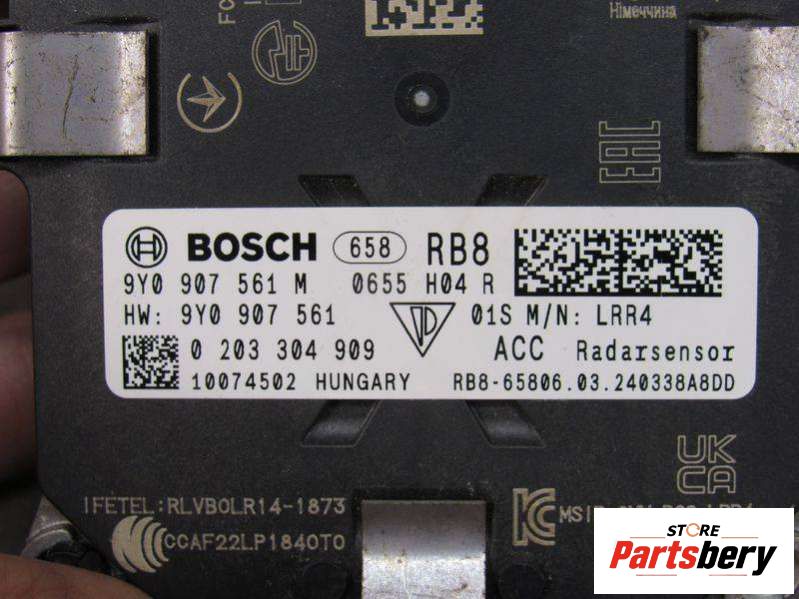 Німеччина
EAC
BOSCH 658 RB8
9Y0 907 561 M 0655 H04 R
HW: 9Y0 907 561 01S M/N: LRR4
0 203 304 909 ACC Radarsensor
10074502 HUNGARY RB8-65806.03.240338A8DD
UK
CA
IFETEL:RLVBOLR14-1873
CCAF22LP1840T0
STORE
Partsbery